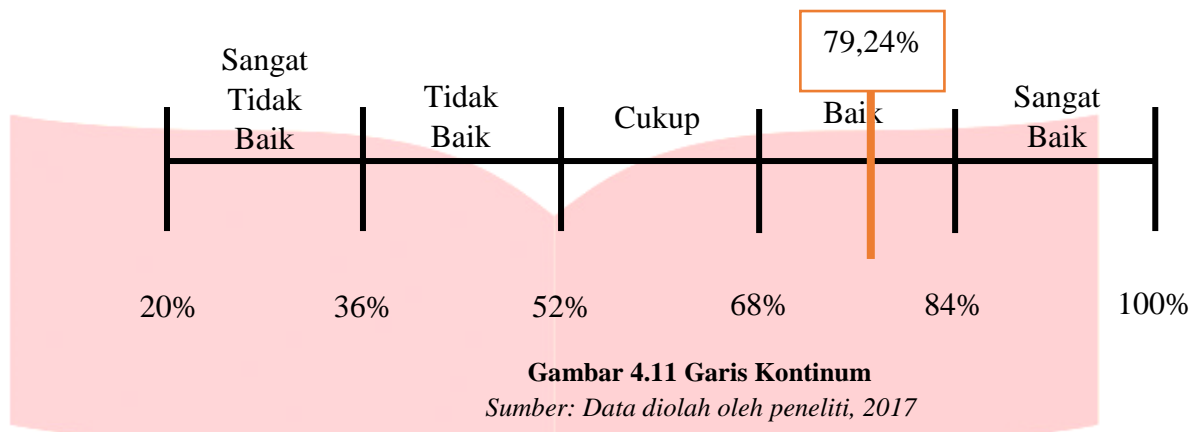 79,24%
Sangat
Tidak
Baik
Tidak
Baik
Cukup
Baik
Sangat
Baik
20%
36%
52%
68%
84%
100%
Gambar 4.11 Garis Kontinum
Sumber: Data diolah oleh peneliti, 2017